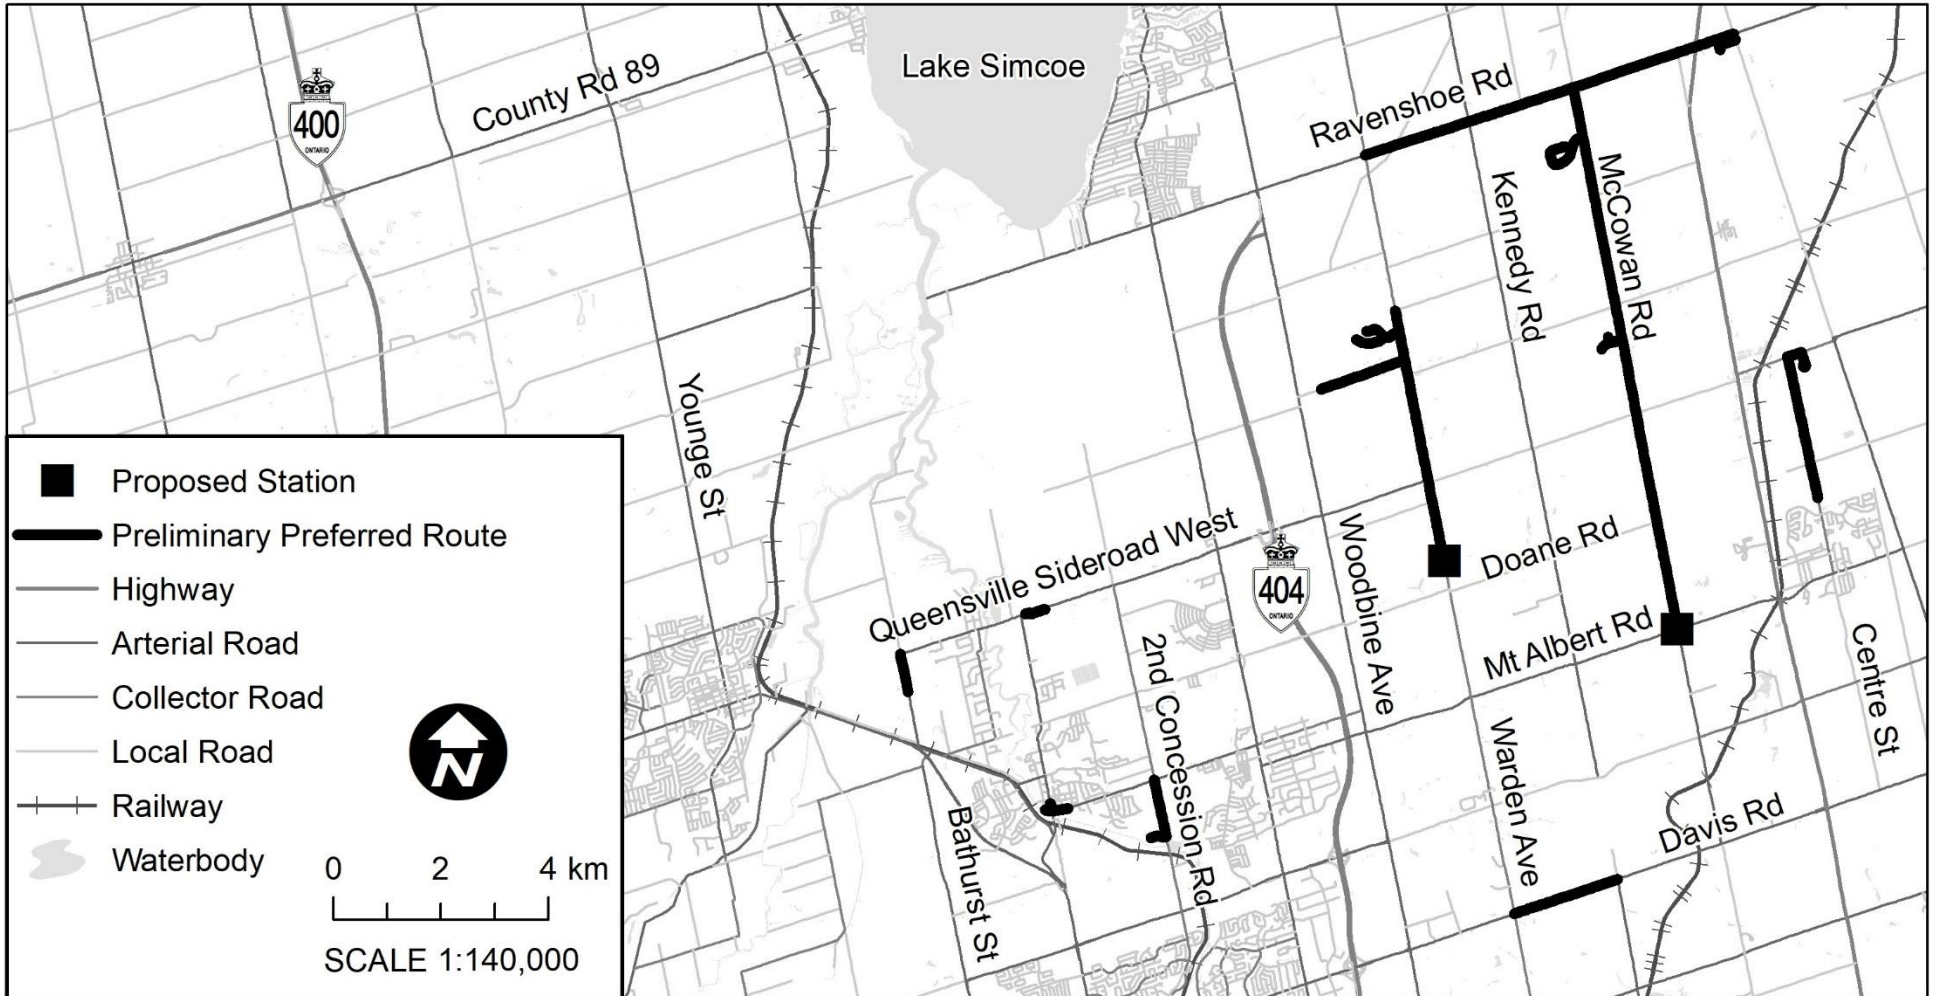 Lake Simcoe
County Rd 89
400
ONTARIO
Ravenshoe Rd
McCowan Rd
Kennedy Rd
Younge St
Queensville Sideroad West
404
ONTARIO
Woodbine Ave
Doane Rd
Mt Albert Rd
2nd Concession Rd
Centre St
Warden Ave
Davis Rd
Bathurst St
Proposed Station
Preliminary Preferred Route
Highway
Arterial Road
Collector Road
Local Road
Railway
Waterbody
N
0 2 4 km
SCALE 1:140,000